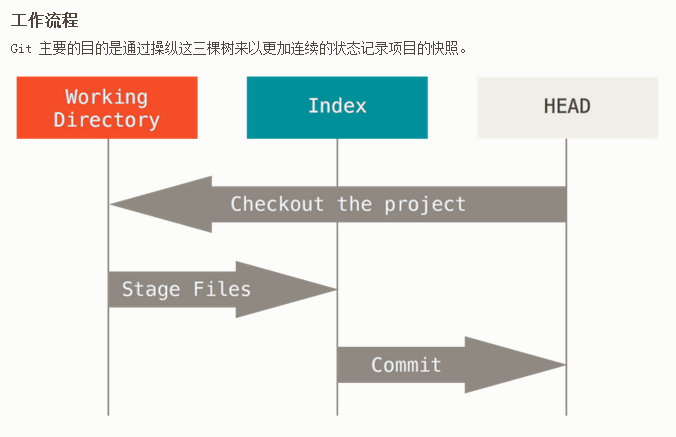 工作流程
Git 主要的目的是通过操纵这三棵树来以更加连续的状态记录项目的快照。
Working
Directory
Index
HEAD
Checkout the project
Stage Files
Commit